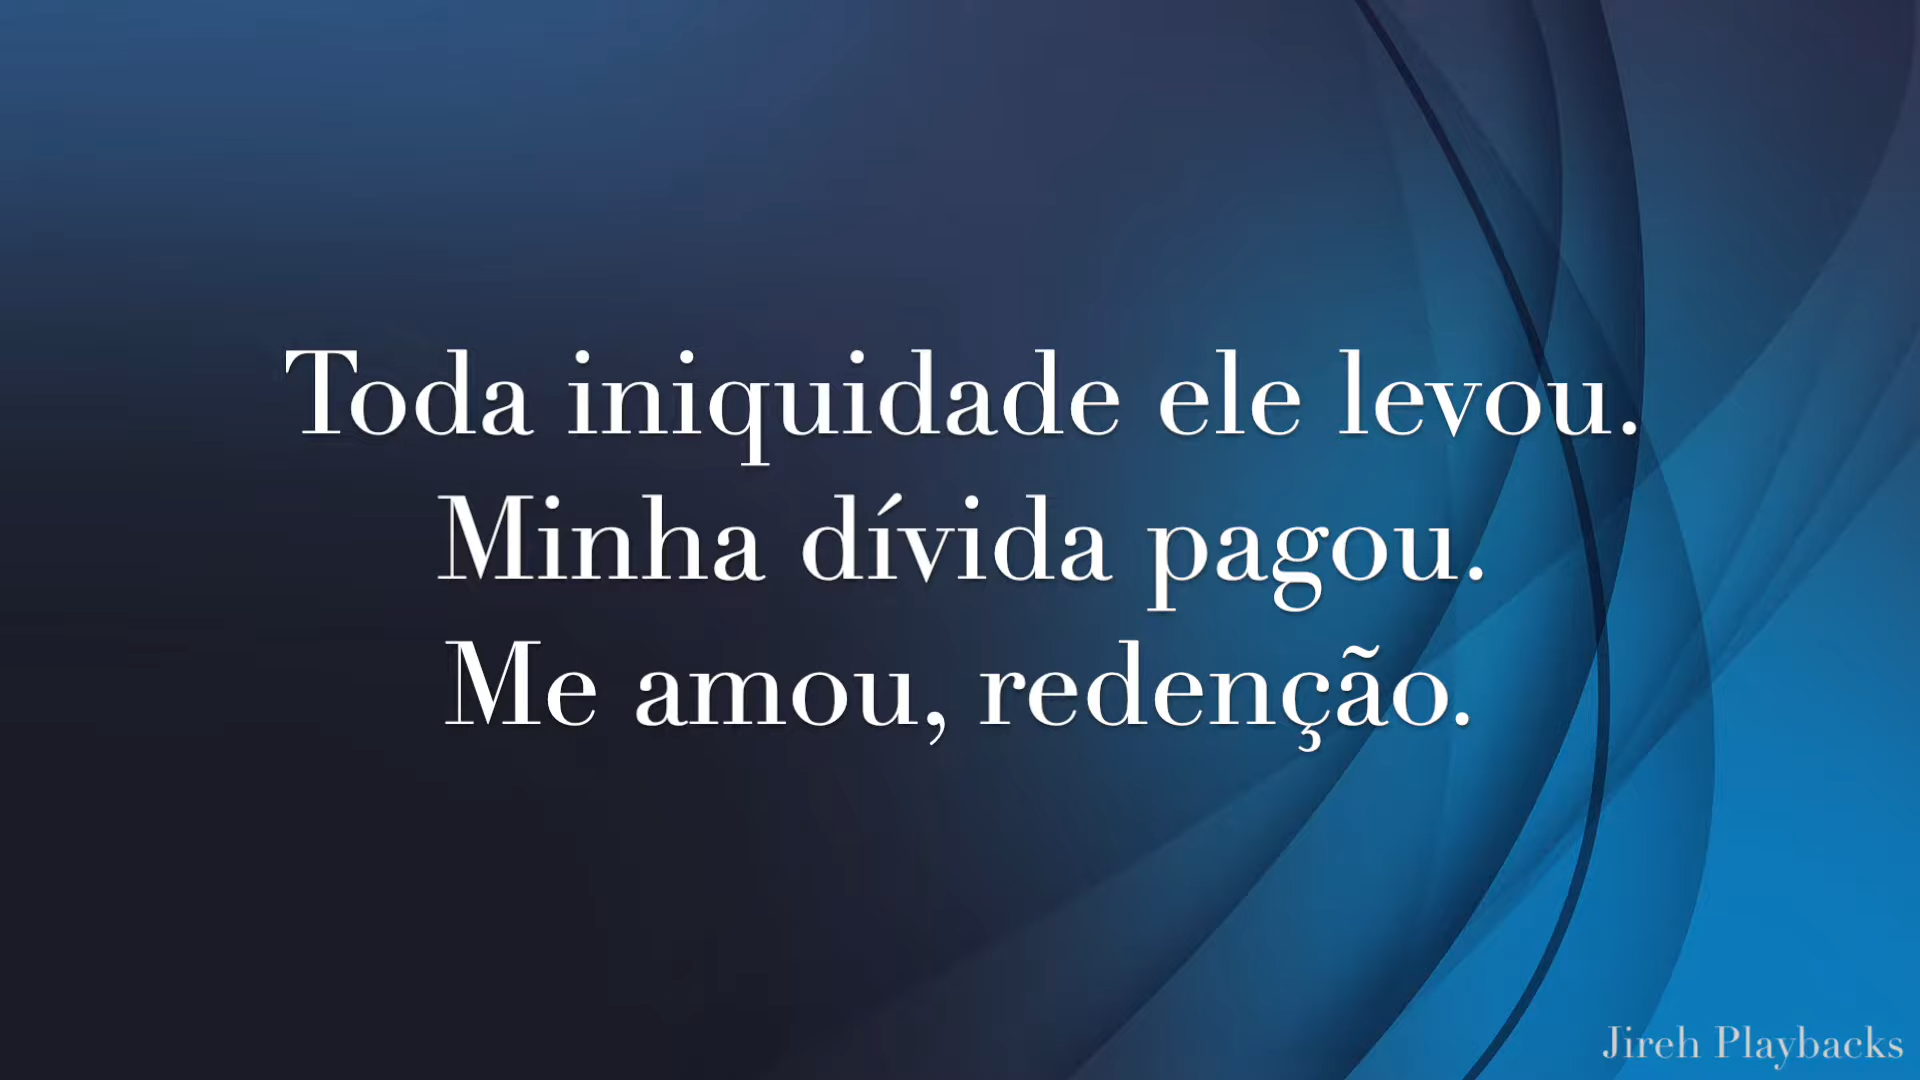 Toda iniquidade ele levou.
Minha dívida pagou.
Me amou, redenção.
Jireh Playbacks